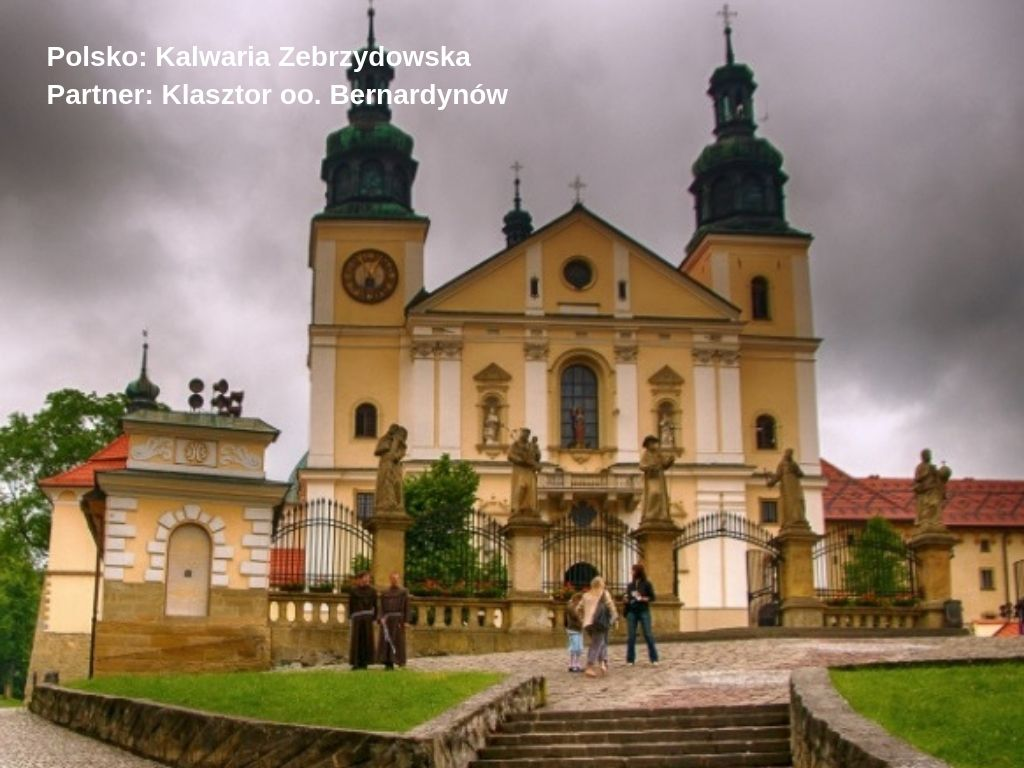 Polsko: Kalwaria Zebrzydowska
Partner: Klasztor oo. Bernardynów